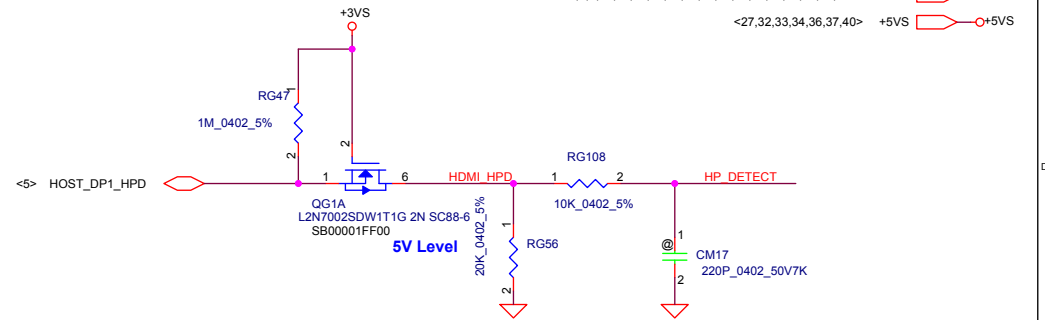 +3VS
<27,32,33,34,36,37,40> +5VS +5VS
1
RG47
1M_0402_5%
2
2
RG108
<5> HOST_DP1_HPD
1
6
HDMI_HPD
1
2
HP_DETECT
QG1A
L2N7002SDW1T1G 2N SC88-6
SB00001FF00
10K_0402_5%
5V Level
20K_0402_5%
1
RG56
2
1
@
CM17
220P_0402_50V7K
2
D